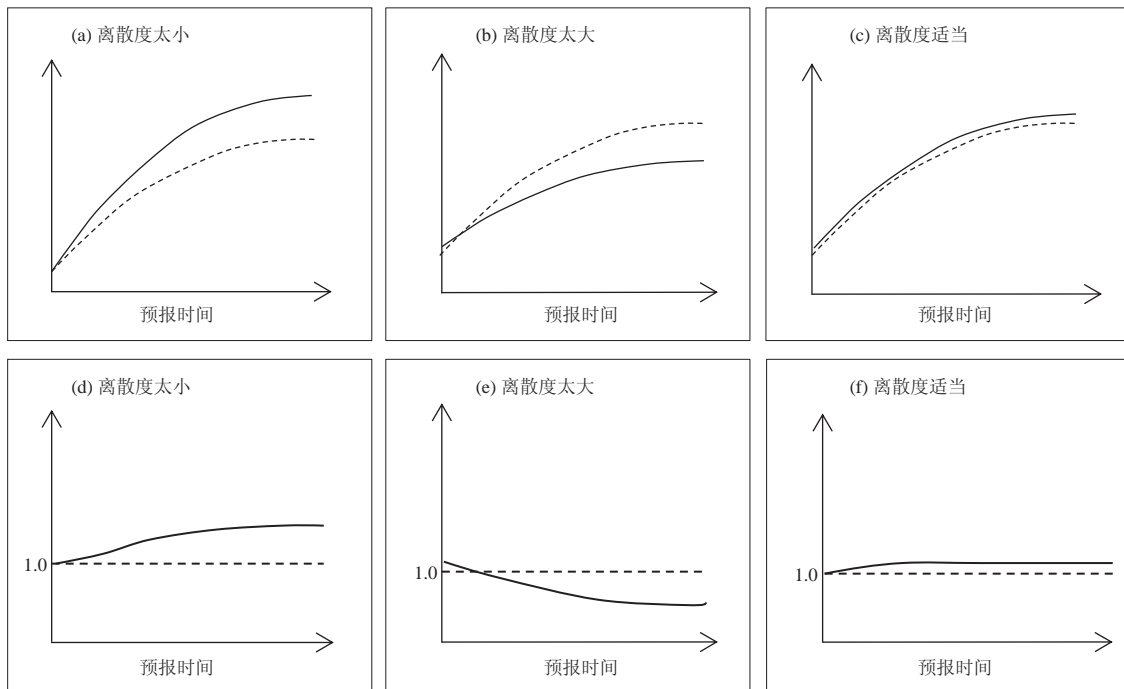 (a) 离散度太小
(b) 离散度太大
(c) 离散度适当
预报时间
预报时间
预报时间
(d) 离散度太小
(e) 离散度太大
(f) 离散度适当
1.0
1.0
1.0
预报时间
预报时间
预报时间